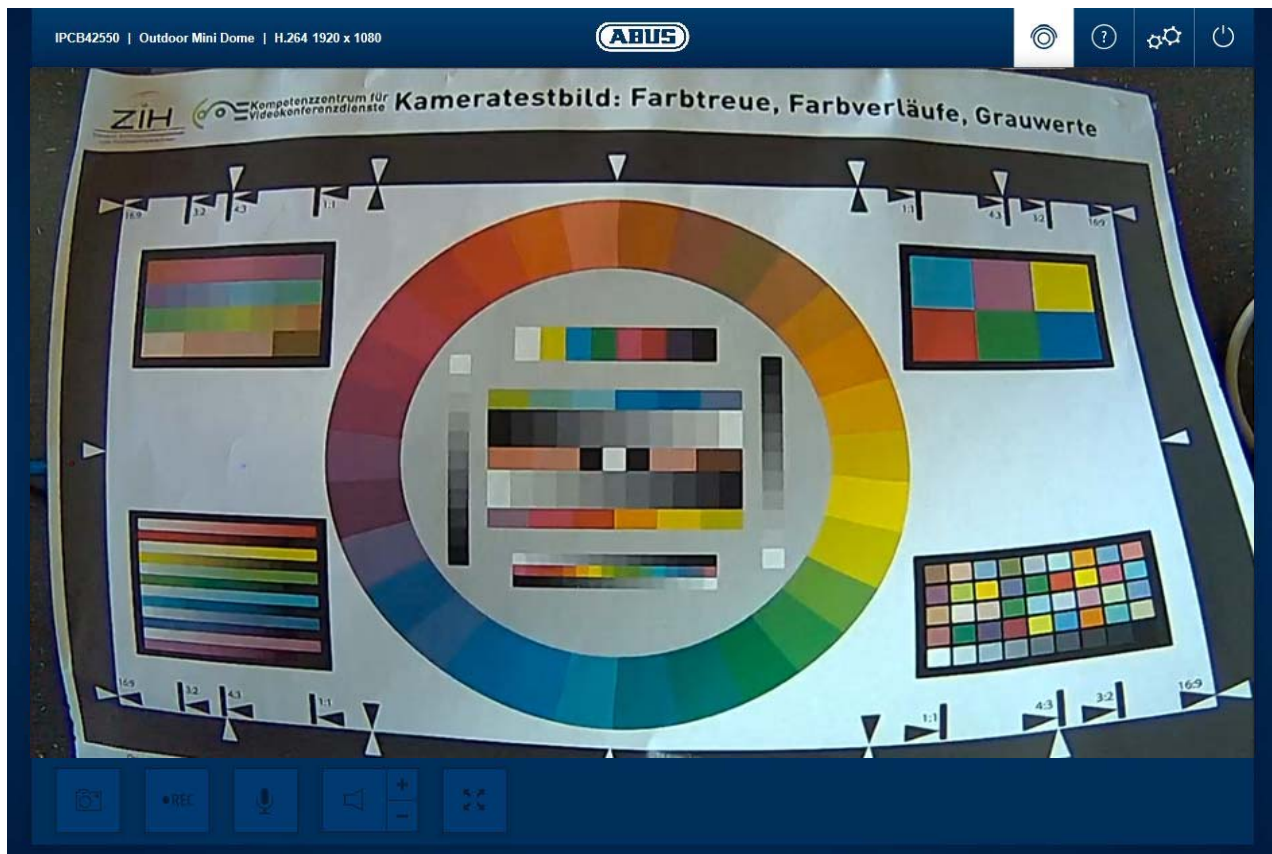 IPCB42550 | Outdoor Mini Dome | H.264 1920 x 1080
ABUS
?
ZIH
Kompetenzzentrum für
Videokonferenzdienste
Kameratestbild: Farbtreue, Farbverläufe, Grauwerte
16:9 3:2 4:3 1:1 1:1 4:3 3:2 16:9
16:9 3:2 4:3 1:1 1:1 4:3 3:2 16:9
REC
+
−